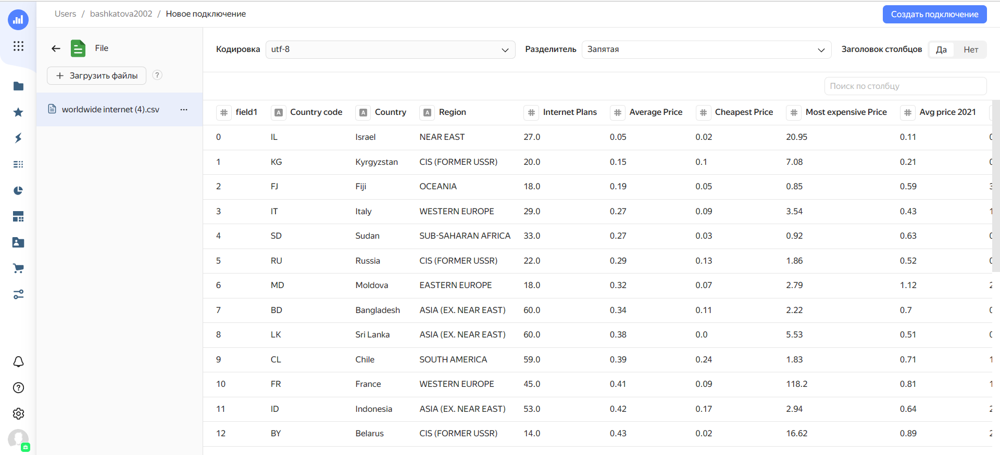 Users / bashkatova2002 / Новое подключение
Создать подключение
File
Загрузить файлы ?
worldwide internet (4).csv ...
Кодировка utf-8 Разделитель Запятая Заголовок столбцов Да Нет
Поиск по столбцу
# field1 A Country code A Country A Region # Internet Plans # Average Price # Cheapest Price # Most expensive Price # Avg price 2021
0 IL Israel NEAR EAST 27.0 0.05 0.02 20.95 0.11
1 KG Kyrgyzstan CIS (FORMER USSR) 20.0 0.15 0.1 7.08 0.21
2 FJ Fiji OCEANIA 18.0 0.19 0.05 0.85 0.59
3 IT Italy WESTERN EUROPE 29.0 0.27 0.09 3.54 0.43
4 SD Sudan SUB-SAHARAN AFRICA 33.0 0.27 0.03 0.92 0.63
5 RU Russia CIS (FORMER USSR) 22.0 0.29 0.13 1.86 0.52
6 MD Moldova EASTERN EUROPE 18.0 0.32 0.07 2.79 1.12
7 BD Bangladesh ASIA (EX. NEAR EAST) 60.0 0.34 0.11 2.22 0.7
8 LK Sri Lanka ASIA (EX. NEAR EAST) 60.0 0.38 0.0 5.53 0.51
9 CL Chile SOUTH AMERICA 59.0 0.39 0.24 1.83 0.71
10 FR France WESTERN EUROPE 45.0 0.41 0.09 118.2 0.81
11 ID Indonesia ASIA (EX. NEAR EAST) 53.0 0.42 0.17 2.94 0.64
12 BY Belarus CIS (FORMER USSR) 14.0 0.43 0.02 16.62 0.89